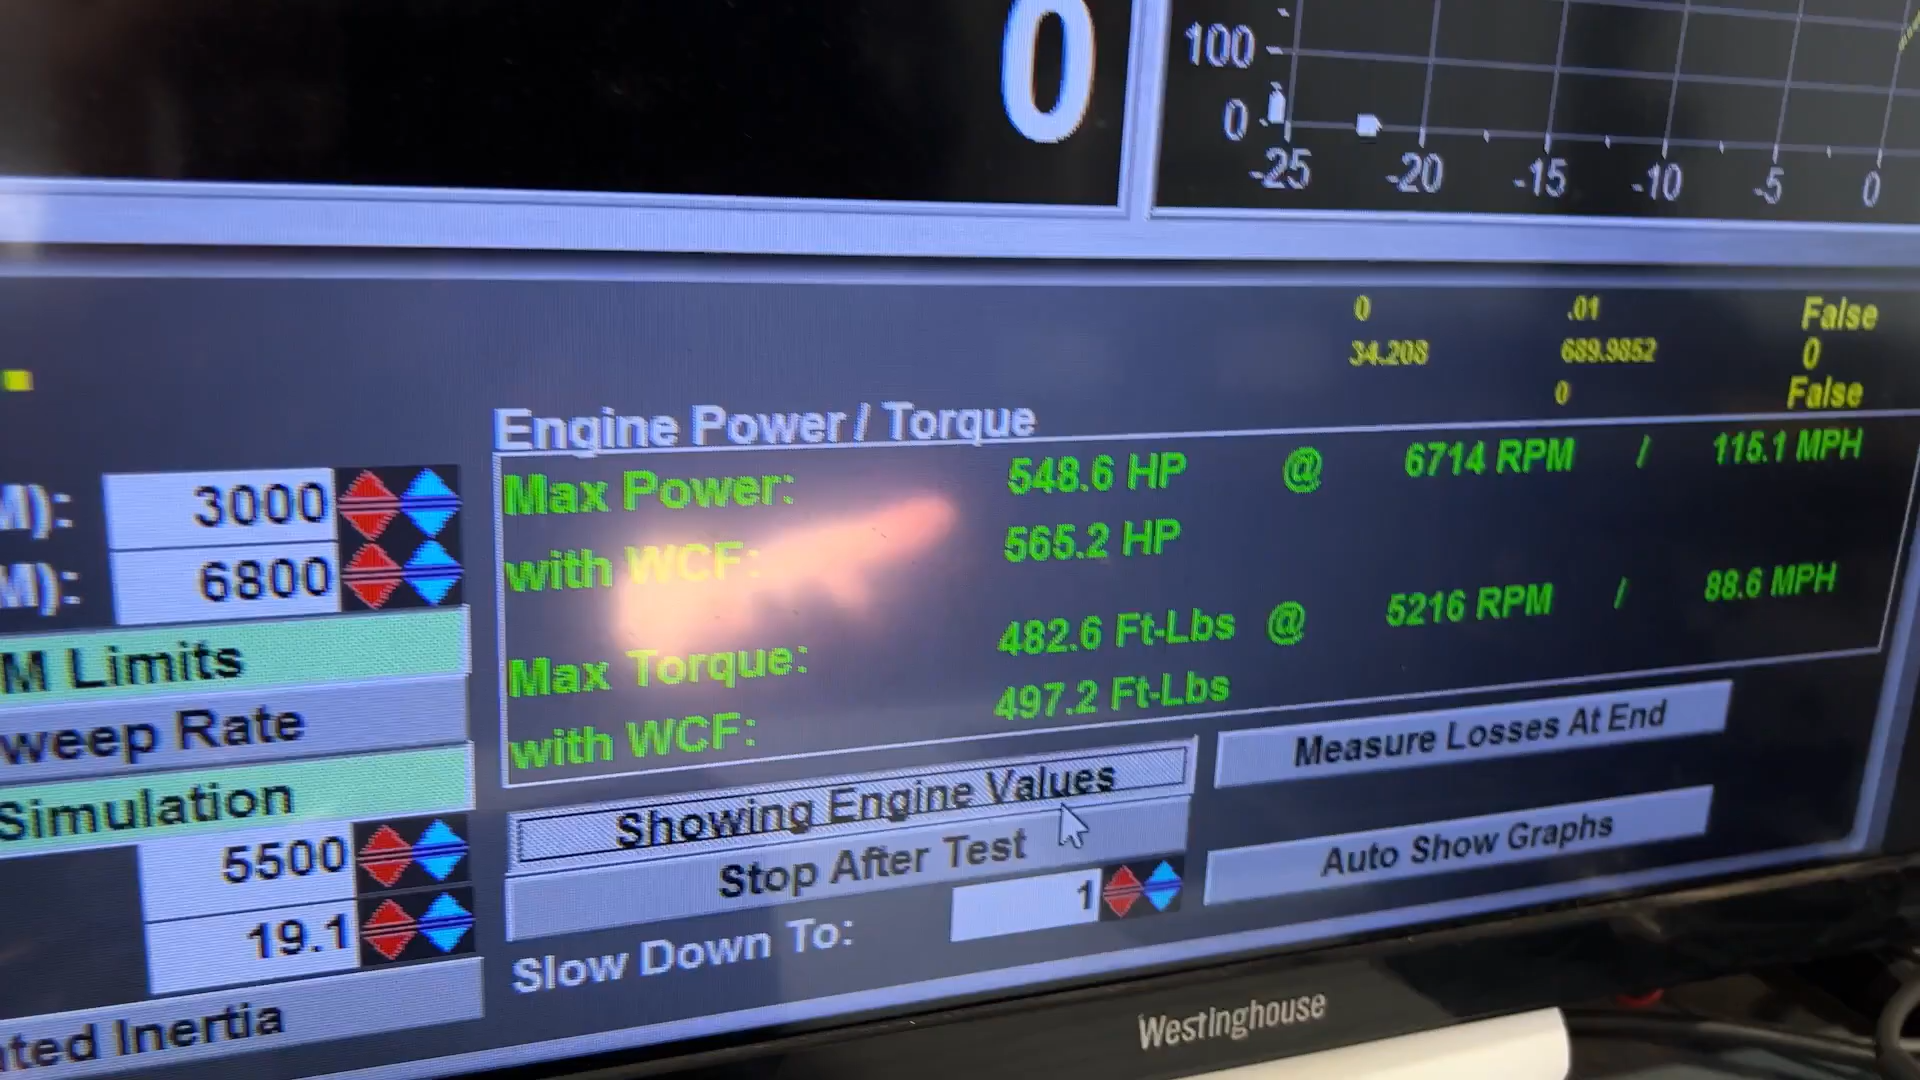 0
100
0
-25 -20 -15 -10 -5 0
0 .01 False
34.208 689.9852 0
0 False
Engine Power / Torque
Max Power: 548.6 HP @ 6714 RPM / 115.1 MPH
with WCF: 565.2 HP
Max Torque: 482.6 Ft-Lbs @ 5216 RPM / 88.6 MPH
with WCF: 497.2 Ft-Lbs
M): 3000
M): 6800
M Limits
weep Rate
Simulation
5500
19.1
ted Inertia
Showing Engine Values
Measure Losses At End
Stop After Test
Auto Show Graphs
Slow Down To: 1
Westinghouse